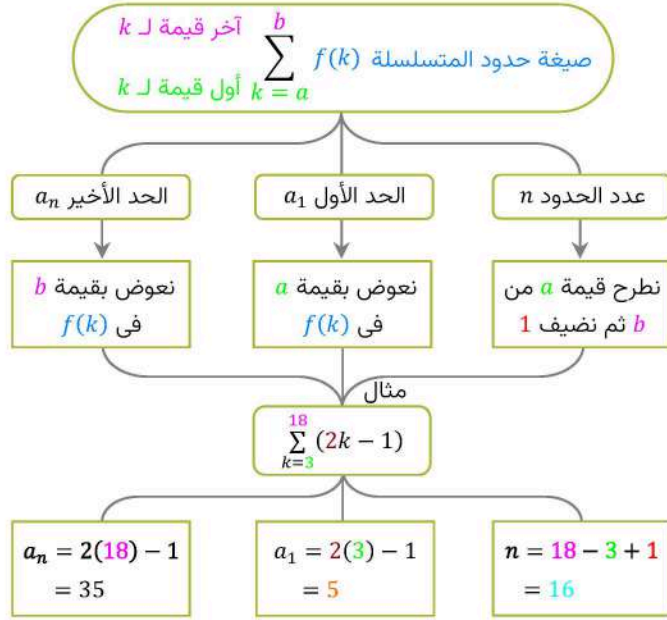 آخر قيمة لـ k
b
∑
k = a
صيغة حدود المتسلسلة f(k)
أول قيمة لـ k
عدد الحدود n
الحد الأول a₁
الحد الأخير aₙ
نطرح قيمة a من
b ثم نضيف 1
نعوض بقيمة a
فى f(k)
نعوض بقيمة b
فى f(k)
مثال
18
∑ (2k − 1)
k=3
n = 18 − 3 + 1
= 16
a₁ = 2(3) − 1
= 5
aₙ = 2(18) − 1
= 35